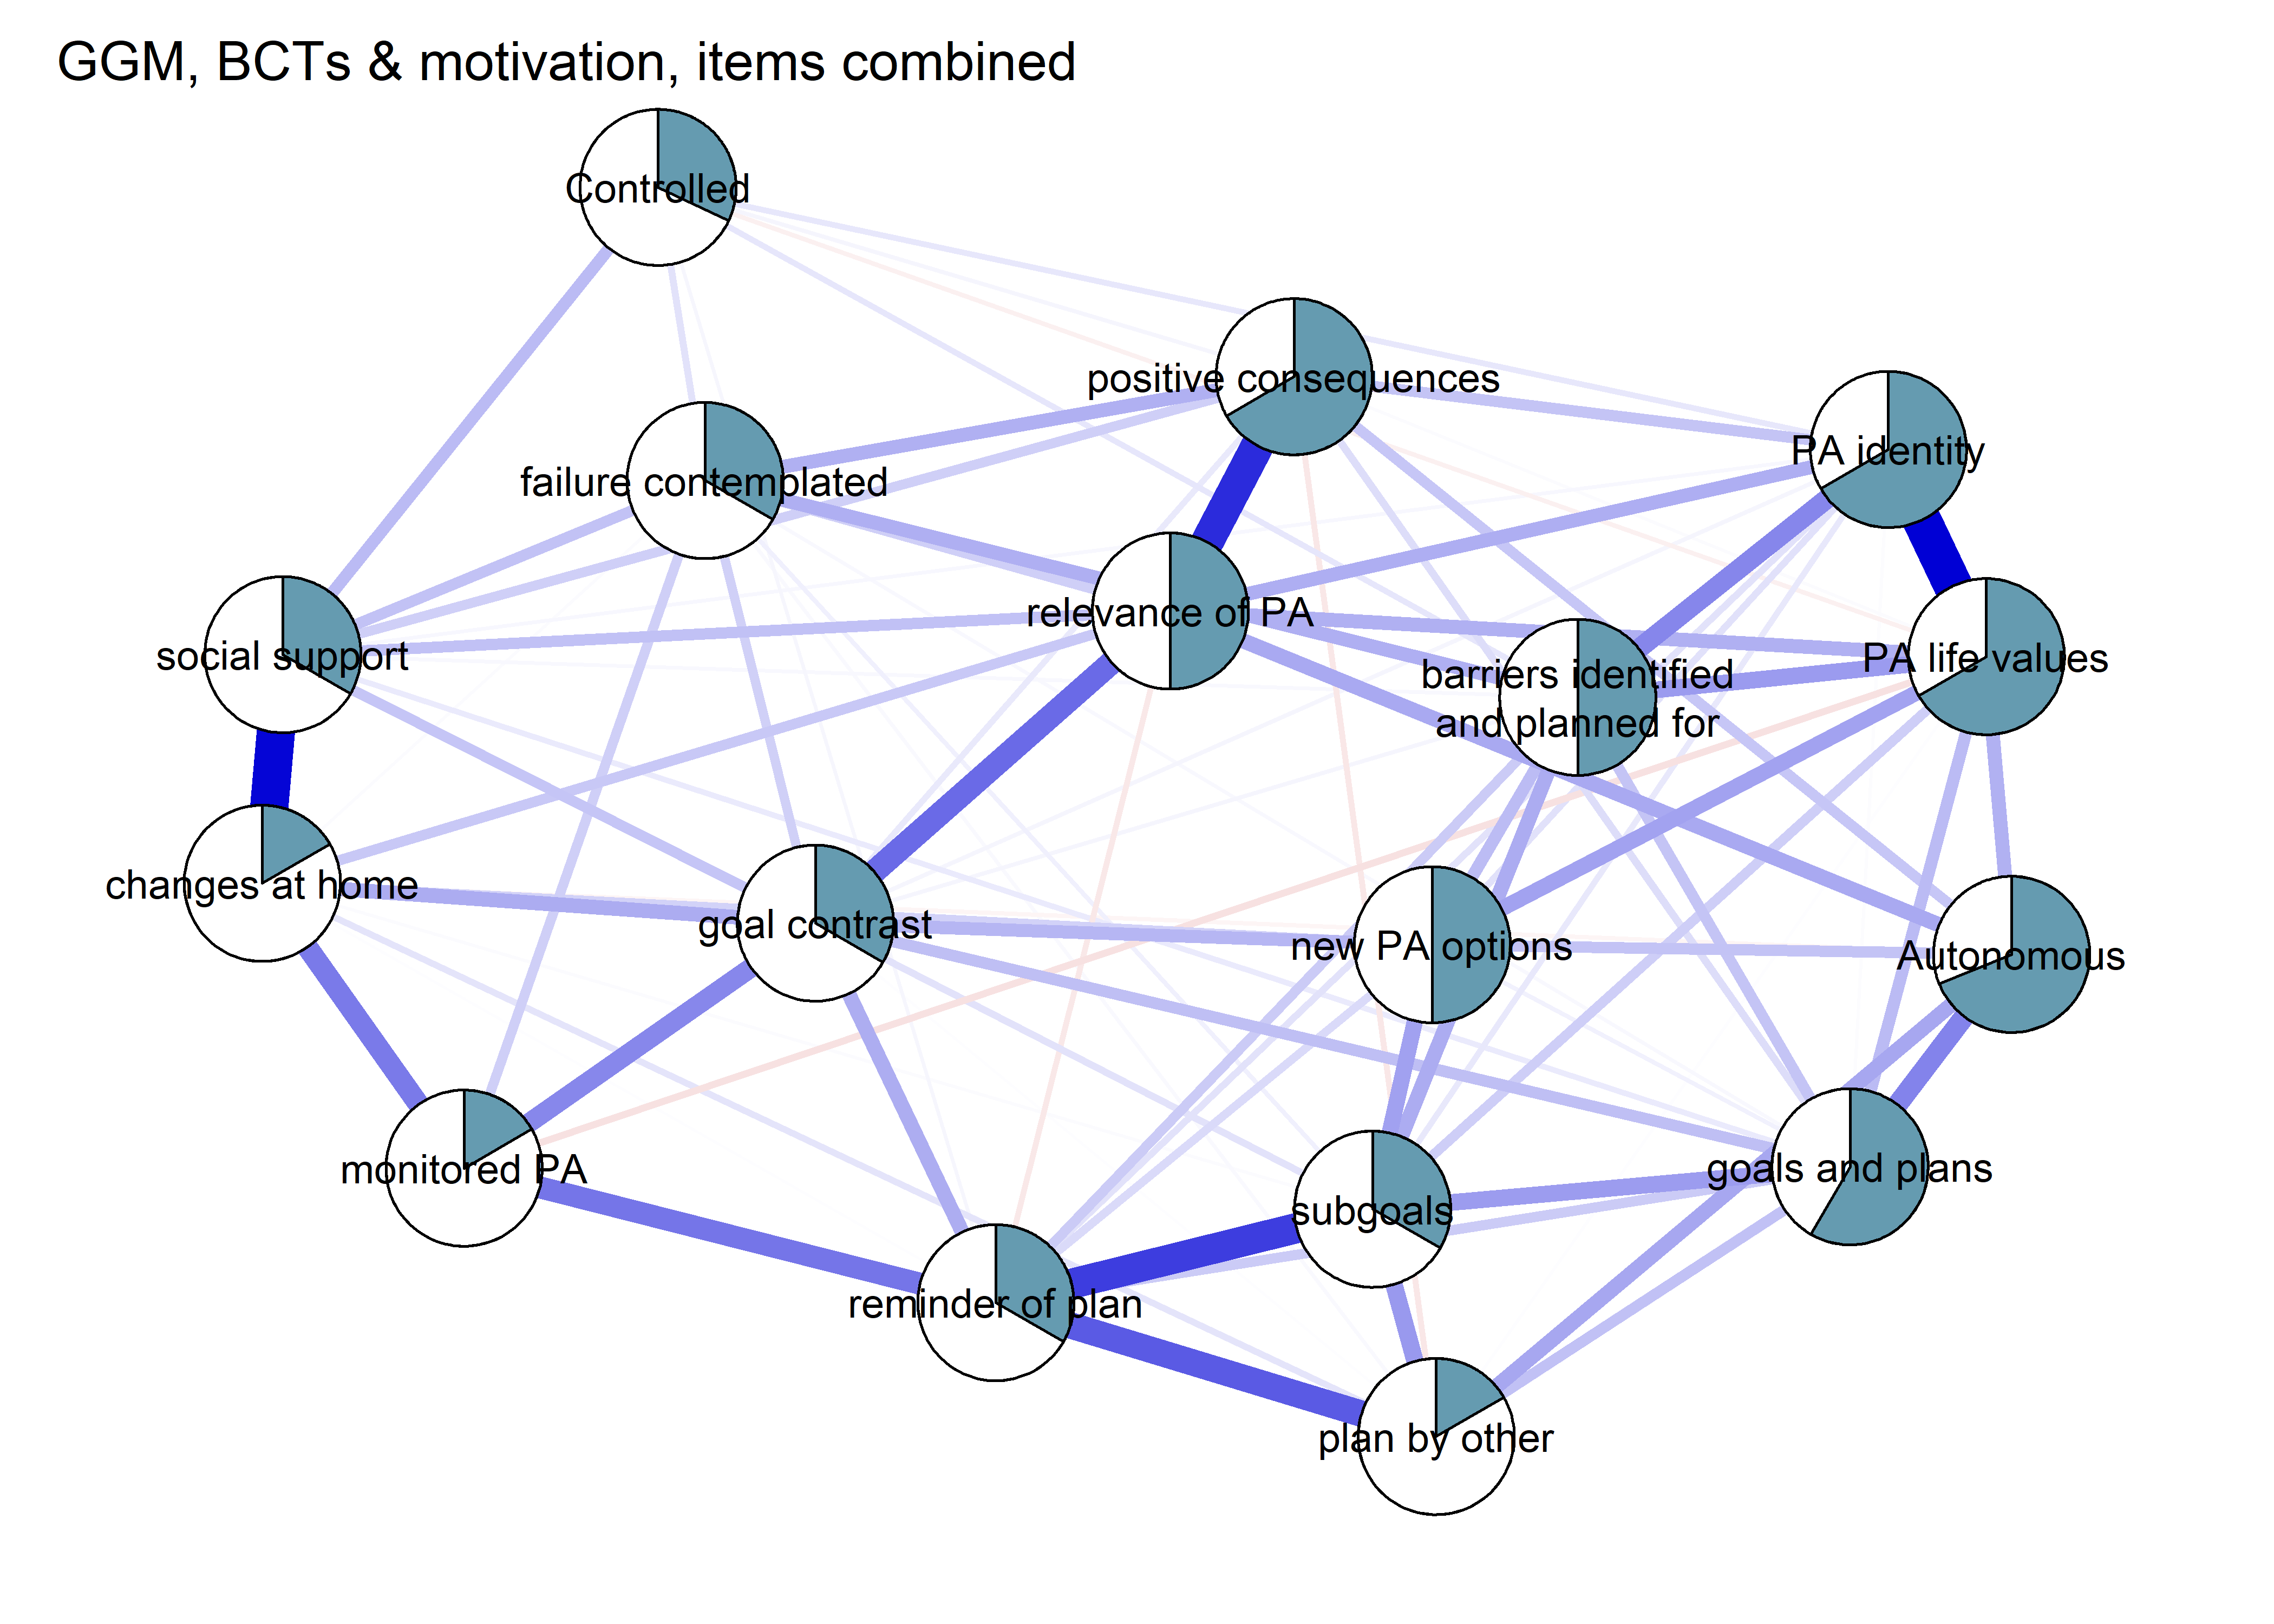 GGM, BCTs & motivation, items combined
Controlled
positive consequences
PA identity
failure contemplated
relevance of PA
social support
barriers identified
and planned for
PA life values
changes at home
goal contrast
new PA options
Autonomous
monitored PA
goals and plans
subgoals
reminder of plan
plan by other